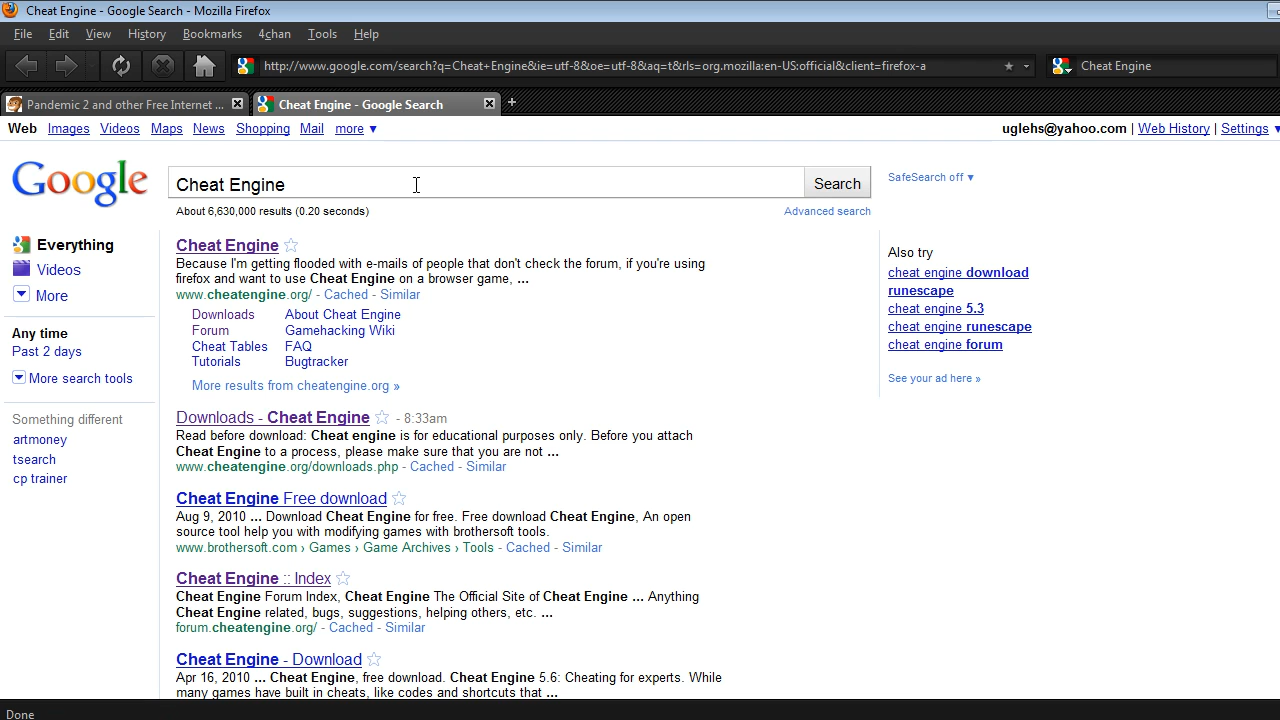 Cheat Engine - Google Search - Mozilla Firefox
File Edit View History Bookmarks 4chan Tools Help
http://www.google.com/search?q=Cheat+Engine&ie=utf-8&oe=utf-8&aq=t&rls=org.mozilla:en-US:official&client=firefox-a
Cheat Engine
Pandemic 2 and other Free Internet ...
Cheat Engine - Google Search
Web Images Videos Maps News Shopping Mail more ▼
uglehs@yahoo.com | Web History | Settings ▼
Google
Cheat Engine
Search
SafeSearch off ▼
About 6,630,000 results (0.20 seconds)
Advanced search
Everything
Videos
More
Any time
Past 2 days
More search tools
Something different
artmoney
tsearch
cp trainer
Cheat Engine
Because I'm getting flooded with e-mails of people that don't check the forum, if you're using
firefox and want to use Cheat Engine on a browser game, ...
www.cheatengine.org/ - Cached - Similar
Downloads About Cheat Engine
Forum Gamehacking Wiki
Cheat Tables FAQ
Tutorials Bugtracker
More results from cheatengine.org »
Downloads - Cheat Engine - 8:33am
Read before download: Cheat engine is for educational purposes only. Before you attach
Cheat Engine to a process, please make sure that you are not ...
www.cheatengine.org/downloads.php - Cached - Similar
Cheat Engine Free download
Aug 9, 2010 ... Download Cheat Engine for free. Free download Cheat Engine, An open
source tool help you with modifying games with brothersoft tools.
www.brothersoft.com › Games › Game Archives › Tools - Cached - Similar
Cheat Engine :: Index
Cheat Engine Forum Index, Cheat Engine The Official Site of Cheat Engine ... Anything
Cheat Engine related, bugs, suggestions, helping others, etc. ...
forum.cheatengine.org/ - Cached - Similar
Cheat Engine - Download
Apr 16, 2010 ... Cheat Engine, free download. Cheat Engine 5.6: Cheating for experts. While
many games have built in cheats, like codes and shortcuts that ...
Also try
cheat engine download
runescape
cheat engine 5.3
cheat engine runescape
cheat engine forum
See your ad here »
Done